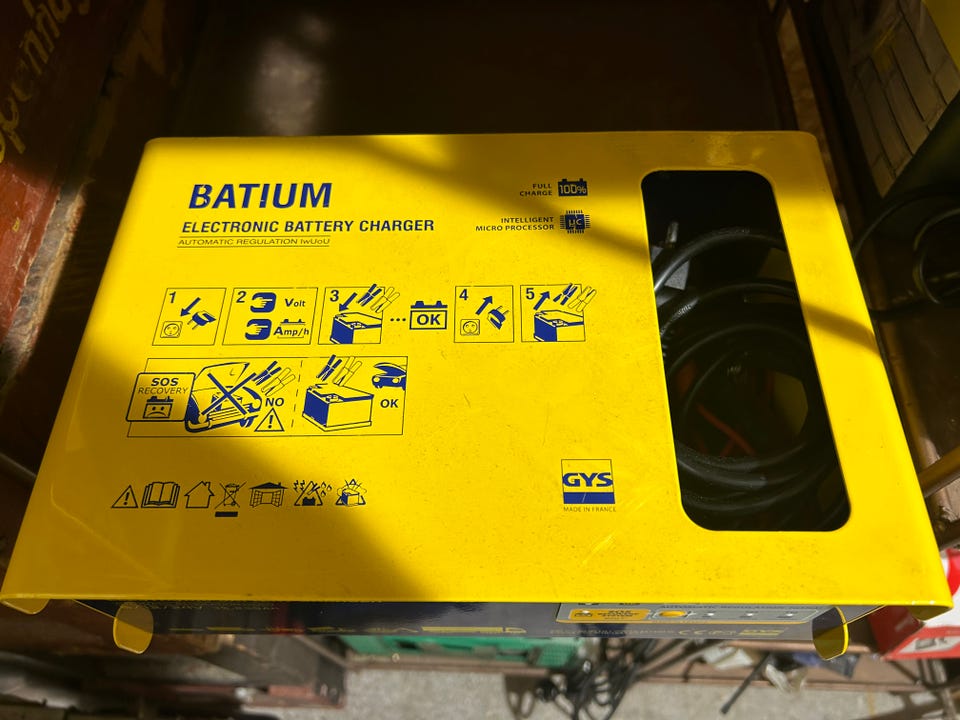 BATIUM
ELECTRONIC BATTERY CHARGER
AUTOMATIC REGULATION IwUoU
FULL
CHARGE
100%
INTELLIGENT
MICRO PROCESSOR
µC
1
2
Volt
Amp/h
3
... OK
4
5
SOS
RECOVERY
NO
OK
GYS
MADE IN FRANCE